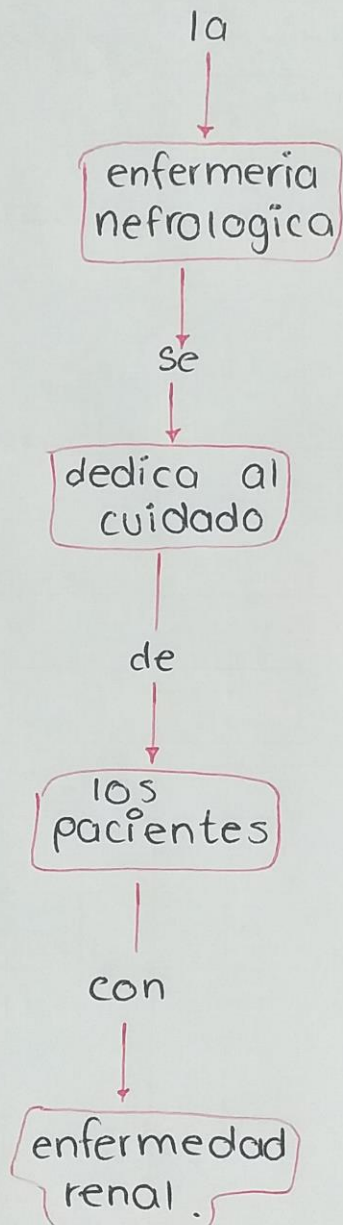 la
enfermeria
nefrologica
se
dedica al
cuidado
de
los
pacientes
con
enfermedad
renal.